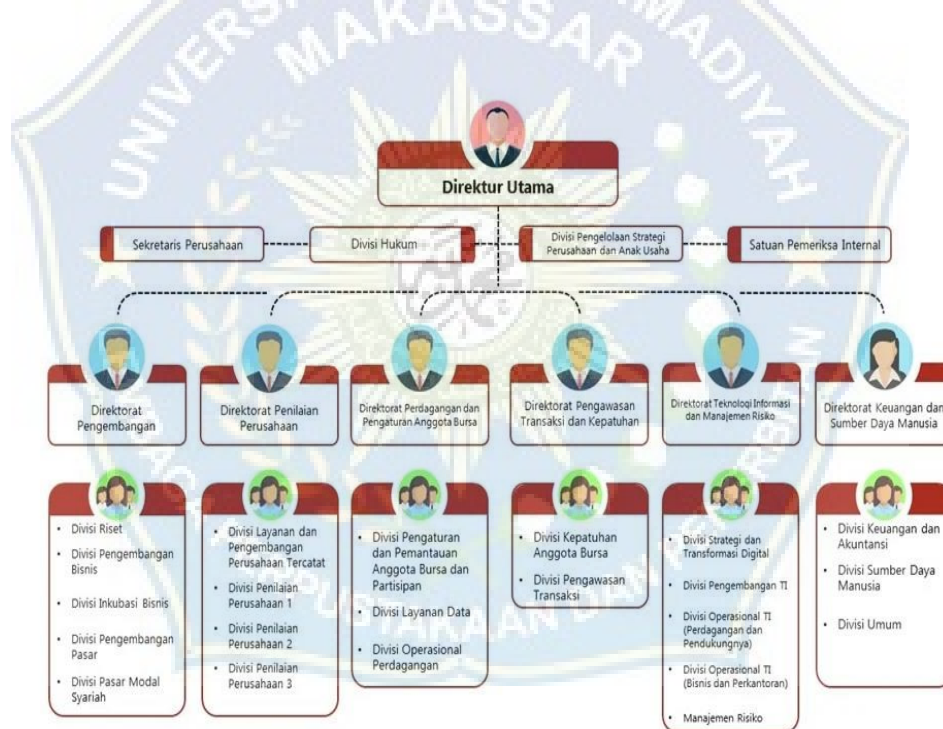 UNIVERSITAS MUHAMMADIYAH
MAKASSAR
Direktur Utama
Sekretaris Perusahaan
Divisi Hukum
Divisi Pengelolaan Strategi
Perusahaan dan Anak Usaha
Satuan Pemeriksa Internal
Direktorat
Pengembangan
Direktorat Penilaian
Perusahaan
Direktorat Perdagangan dan
Pengaturan Anggota Bursa
Direktorat Pengawasan
Transaksi dan Kepatuhan
Direktorat Teknologi Informasi
dan Manajemen Risiko
Direktorat Keuangan dan
Sumber Daya Manusia
• Divisi Riset
• Divisi Pengembangan
Bisnis
• Divisi Inkubasi Bisnis
• Divisi Pengembangan
Pasar
• Divisi Pasar Modal
Syariah
• Divisi Layanan dan
Pengembangan
Perusahaan Tercatat
• Divisi Penilaian
Perusahaan 1
• Divisi Penilaian
Perusahaan 2
• Divisi Penilaian
Perusahaan 3
• Divisi Pengaturan
dan Pemantauan
Anggota Bursa dan
Partisipan
• Divisi Layanan Data
• Divisi Operasional
Perdagangan
• Divisi Kepatuhan
Anggota Bursa
• Divisi Pengawasan
Transaksi
• Divisi Strategi dan
Transformasi Digital
• Divisi Pengembangan TI
• Divisi Operasional TI
(Perdagangan dan
Pendukungnya)
• Divisi Operasional TI
(Bisnis dan Perkantoran)
• Manajemen Risiko
• Divisi Keuangan dan
Akuntansi
• Divisi Sumber Daya
Manusia
• Divisi Umum
PERPUSTAKAAN DAN PENERBITAN